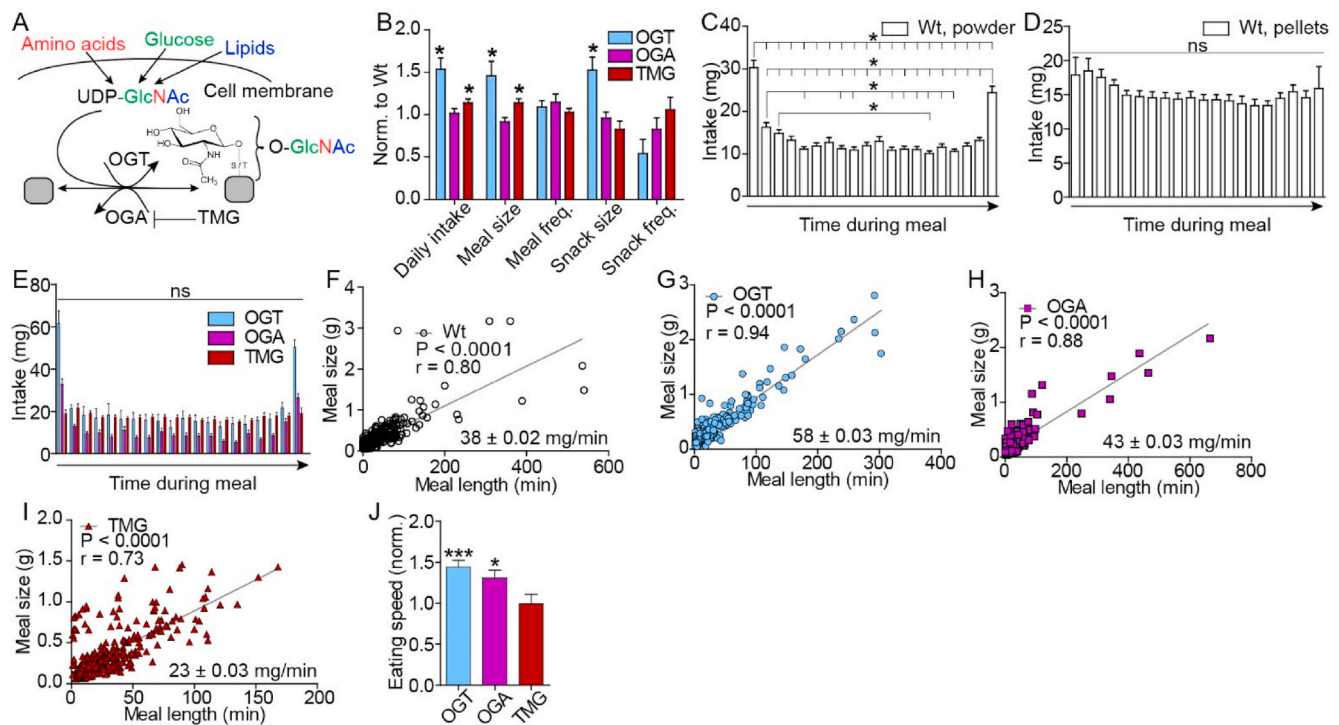 A
Amino acids
Glucose
Lipids
Cell membrane
UDP-GlcNAc
OH
HO
HO
O
NH
O
CH₃
O
S/T
O-GlcNAc
OGT
OGA
TMG
B
Norm. to Wt
2.0
1.5
1.0
0.5
0.0
* * * * *
OGT
OGA
TMG
Daily intake
Meal size
Meal freq.
Snack size
Snack freq.
C
Wt, powder
Intake (mg)
40
30
20
10
0
*
*
*
*
Time during meal
D
Wt, pellets
ns
Intake (mg)
25
20
15
10
5
0
Time during meal
E
ns
Intake (mg)
80
60
40
20
0
OGT
OGA
TMG
Time during meal
F
Meal size (g)
4
3
2
1
0
Wt
P < 0.0001
r = 0.80
38 ± 0.02 mg/min
0 200 400 600
Meal length (min)
G
Meal size (g)
3
2
1
0
OGT
P < 0.0001
r = 0.94
58 ± 0.03 mg/min
0 100 200 300 400
Meal length (min)
H
Meal size (g)
3
2
1
0
OGA
P < 0.0001
r = 0.88
43 ± 0.03 mg/min
0 200 400 600 800
Meal length (min)
I
Meal size (g)
2.0
1.5
1.0
0.5
0.0
TMG
P < 0.0001
r = 0.73
23 ± 0.03 mg/min
0 50 100 150 200
Meal length (min)
J
Eating speed (norm.)
2.0
1.5
1.0
0.5
0.0
***
*
OGT
OGA
TMG